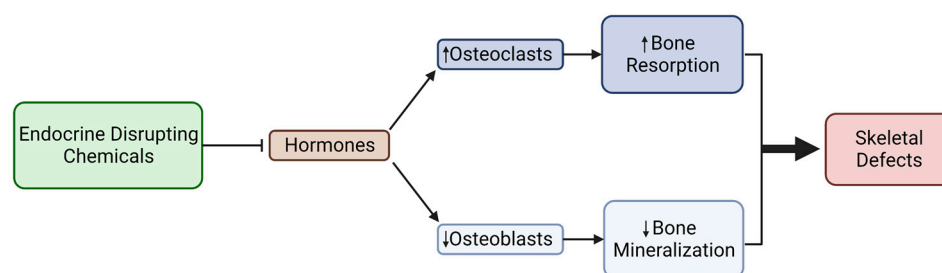 Endocrine Disrupting
Chemicals
Hormones
↑Osteoclasts
↑Bone
Resorption
↓Osteoblasts
↓Bone
Mineralization
Skeletal
Defects